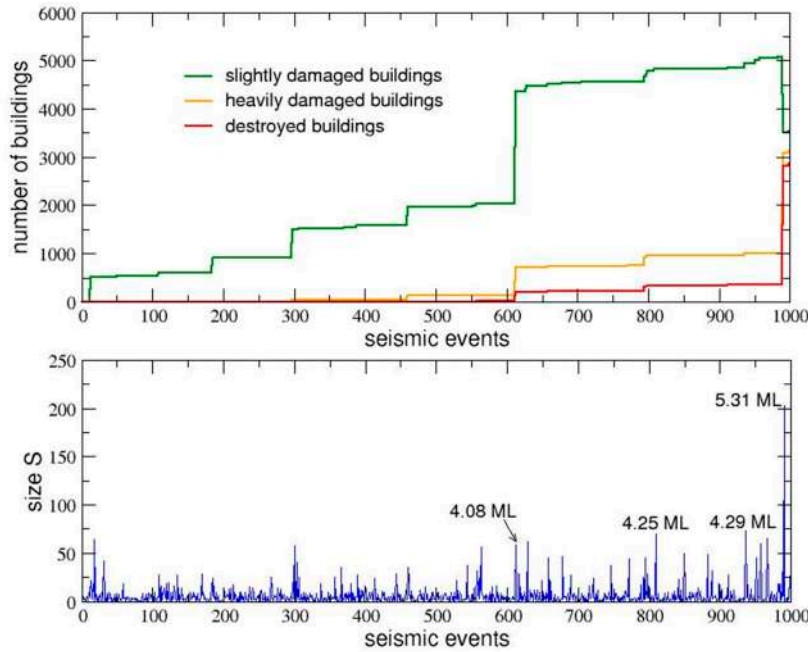 6000
5000
4000
3000
2000
1000
0
number of buildings
slightly damaged buildings
heavily damaged buildings
destroyed buildings
0 100 200 300 400 500 600 700 800 900 1000
seismic events
250
200
150
100
50
0
size S
5.31 ML
4.08 ML
4.25 ML
4.29 ML
0 100 200 300 400 500 600 700 800 900 1000
seismic events